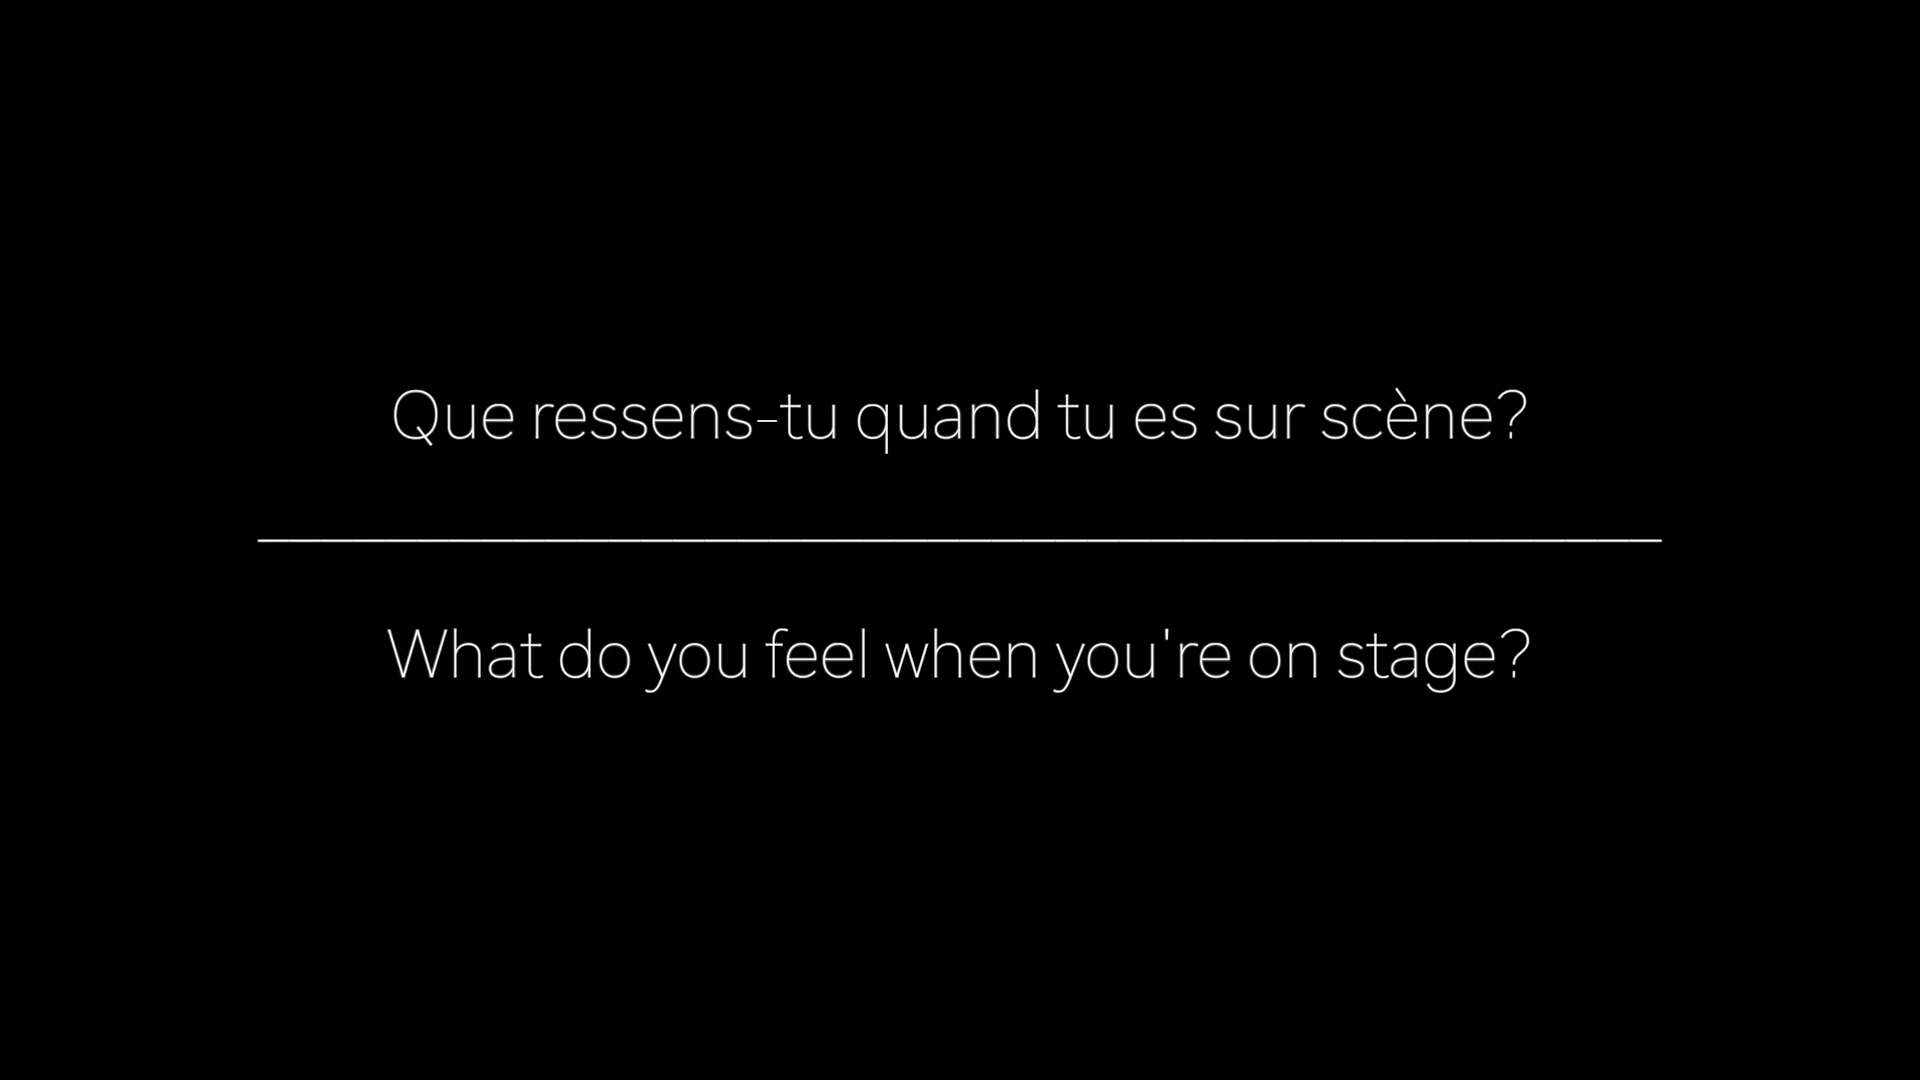 Que ressens-tu quand tu es sur scène?
What do you feel when you're on stage?